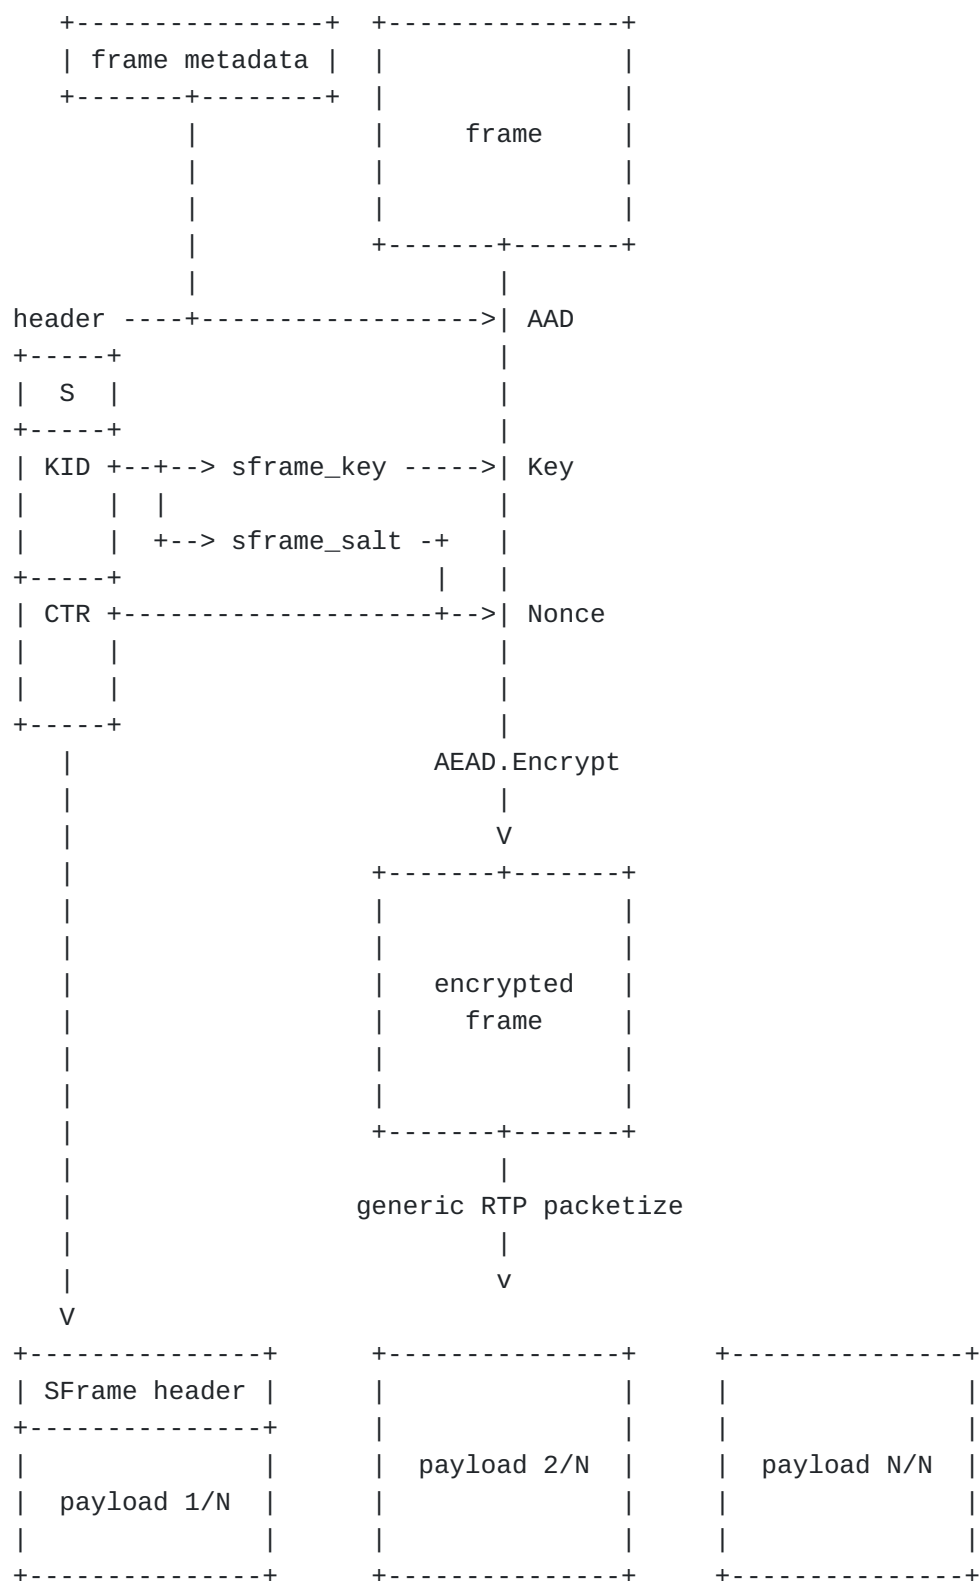 frame metadata
frame
header AAD
S
KID sframe_key Key
sframe_salt
CTR Nonce
AEAD.Encrypt
V
encrypted
frame
generic RTP packetize
v
V
SFrame header
payload 2/N payload N/N
payload 1/N